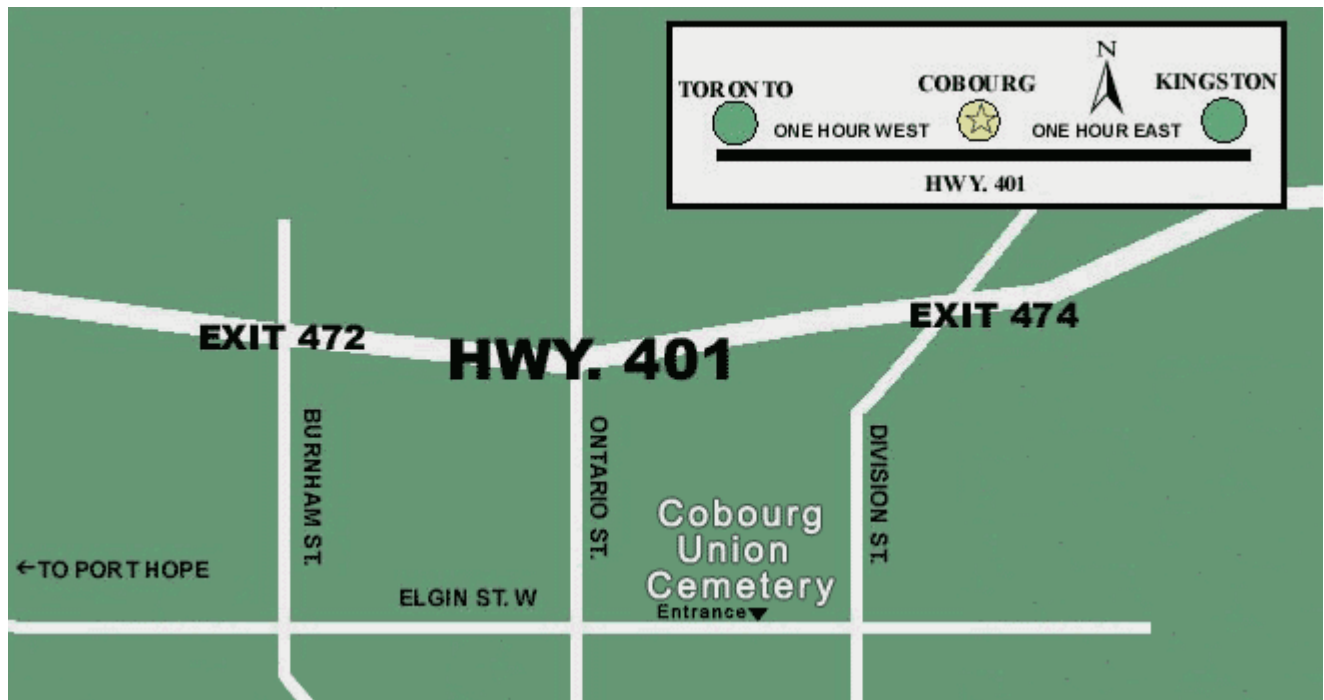 N
TORONTO
COBOURG
KINGSTON
ONE HOUR WEST
ONE HOUR EAST
HWY. 401
EXIT 472
HWY. 401
EXIT 474
BURNHAM ST.
ONTARIO ST.
DIVISION ST.
Cobourg
Union
Cemetery
Entrance
←TO PORT HOPE
ELGIN ST. W